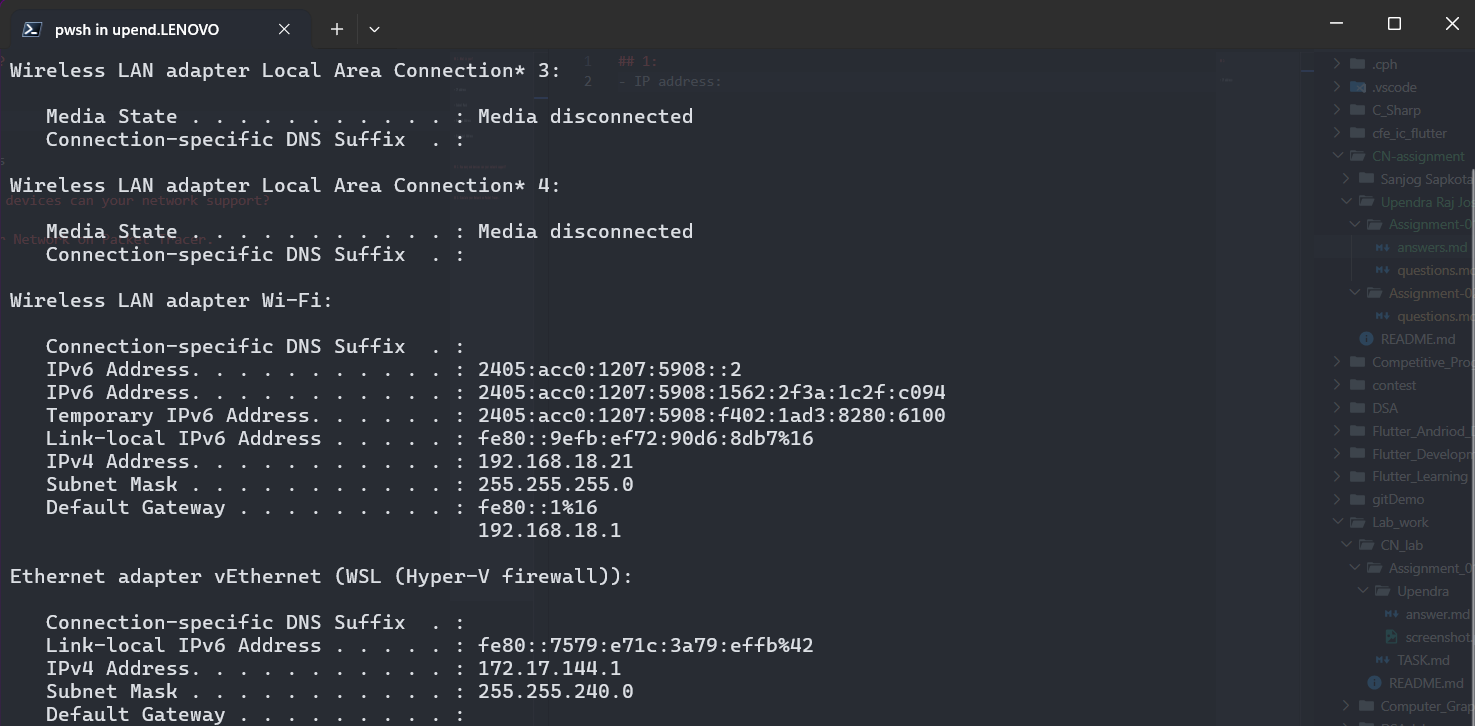 pwsh in upend.LENOVO
Wireless LAN adapter Local Area Connection* 3:
Media State . . . . . . . . . . . : Media disconnected
Connection-specific DNS Suffix  . :
Wireless LAN adapter Local Area Connection* 4:
Media State . . . . . . . . . . . : Media disconnected
Connection-specific DNS Suffix  . :
Wireless LAN adapter Wi-Fi:
Connection-specific DNS Suffix  . :
IPv6 Address. . . . . . . . . . . : 2405:acc0:1207:5908::2
IPv6 Address. . . . . . . . . . . : 2405:acc0:1207:5908:1562:2f3a:1c2f:c094
Temporary IPv6 Address. . . . . . : 2405:acc0:1207:5908:f402:1ad3:8280:6100
Link-local IPv6 Address . . . . . : fe80::9efb:ef72:90d6:8db7%16
IPv4 Address. . . . . . . . . . . : 192.168.18.21
Subnet Mask . . . . . . . . . . . : 255.255.255.0
Default Gateway . . . . . . . . . : fe80::1%16
192.168.18.1
Ethernet adapter vEthernet (WSL (Hyper-V firewall)):
Connection-specific DNS Suffix  . :
Link-local IPv6 Address . . . . . : fe80::7579:e71c:3a79:effb%42
IPv4 Address. . . . . . . . . . . : 172.17.144.1
Subnet Mask . . . . . . . . . . . : 255.255.240.0
Default Gateway . . . . . . . . . :
devices can your network support?
Network on Packet Tracer.
1 ## 1:
2 - IP address:
.cph
.vscode
C_Sharp
cfe_ic_flutter
CN-assignment
Sanjog Sapkota
Upendra Raj Jo
Assignment-0
answers.md
questions.md
Assignment-0
questions.md
README.md
Competitive_Prog
contest
DSA
Flutter_Andriod_
Flutter_Developm
Flutter_Learning
gitDemo
Lab_work
CN_lab
Assignment_0
Upendra
answer.md
screenshot.
TASK.md
README.md
Computer_Grap